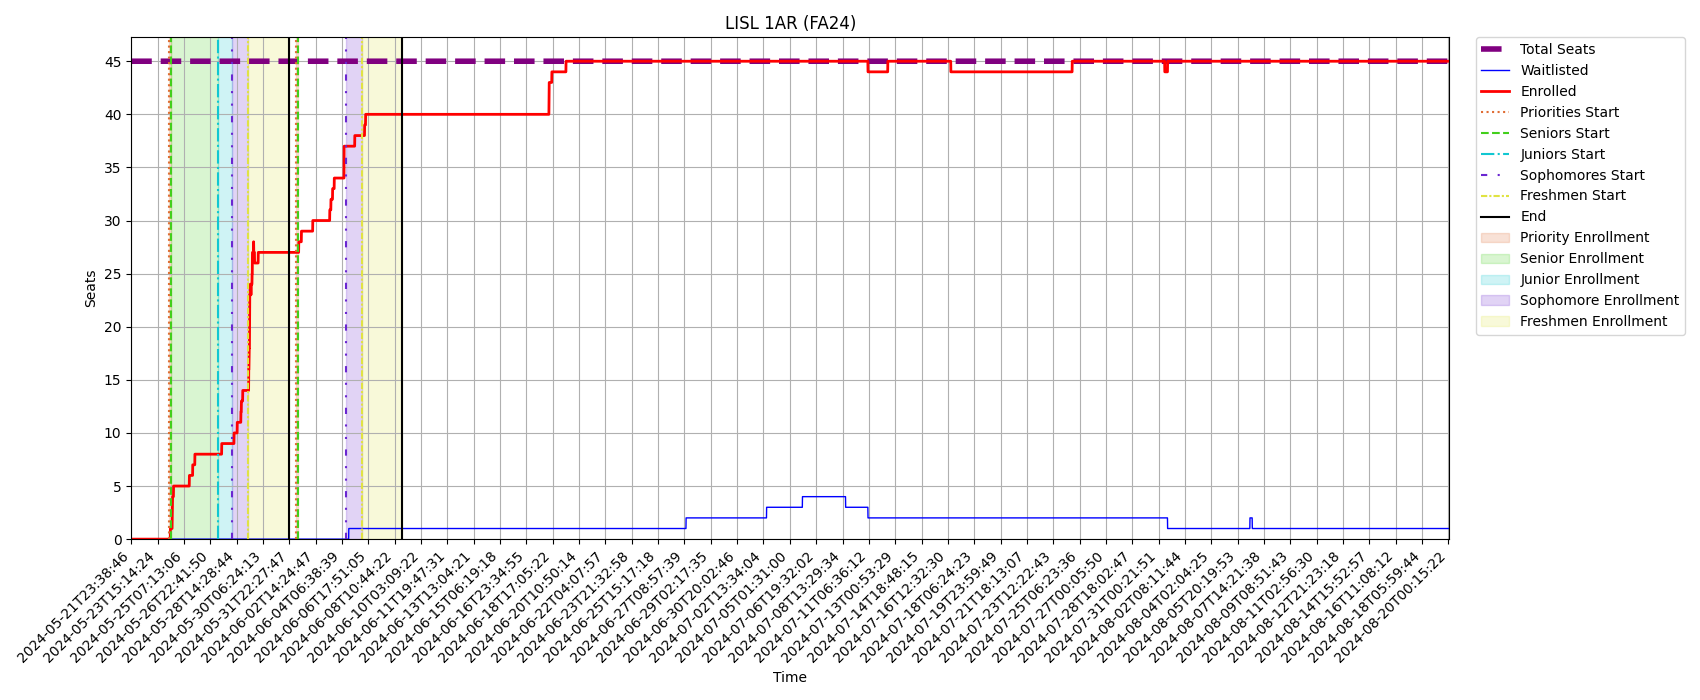 LISL 1AR (FA24)
Seats
45
40
35
30
25
20
15
10
5
0
2024-05-21T23:38:46
2024-05-23T15:14:24
2024-05-25T07:13:06
2024-05-26T22:41:50
2024-05-28T14:28:44
2024-05-30T06:24:13
2024-05-31T22:27:47
2024-06-02T14:24:47
2024-06-04T06:38:39
2024-06-06T17:51:05
2024-06-08T10:44:22
2024-06-10T03:09:22
2024-06-11T19:47:31
2024-06-13T13:04:21
2024-06-15T06:19:18
2024-06-16T23:34:55
2024-06-18T17:05:22
2024-06-20T10:50:14
2024-06-22T04:07:57
2024-06-23T21:32:58
2024-06-25T15:17:18
2024-06-27T08:57:39
2024-06-29T02:17:35
2024-06-30T20:02:46
2024-07-02T13:34:04
2024-07-05T01:31:00
2024-07-06T19:32:02
2024-07-08T13:29:34
2024-07-11T06:36:12
2024-07-13T00:53:29
2024-07-14T18:48:15
2024-07-16T12:32:30
2024-07-18T06:24:23
2024-07-19T23:59:49
2024-07-21T18:13:07
2024-07-23T12:22:43
2024-07-25T06:23:36
2024-07-27T00:05:50
2024-07-28T18:02:47
2024-07-31T00:21:51
2024-08-02T08:11:44
2024-08-04T02:04:25
2024-08-05T20:19:53
2024-08-07T14:21:38
2024-08-09T08:51:43
2024-08-11T02:56:30
2024-08-12T21:23:18
2024-08-14T15:52:57
2024-08-16T11:08:12
2024-08-18T05:59:44
2024-08-20T00:15:22
Time
Total Seats
Waitlisted
Enrolled
Priorities Start
Seniors Start
Juniors Start
Sophomores Start
Freshmen Start
End
Priority Enrollment
Senior Enrollment
Junior Enrollment
Sophomore Enrollment
Freshmen Enrollment